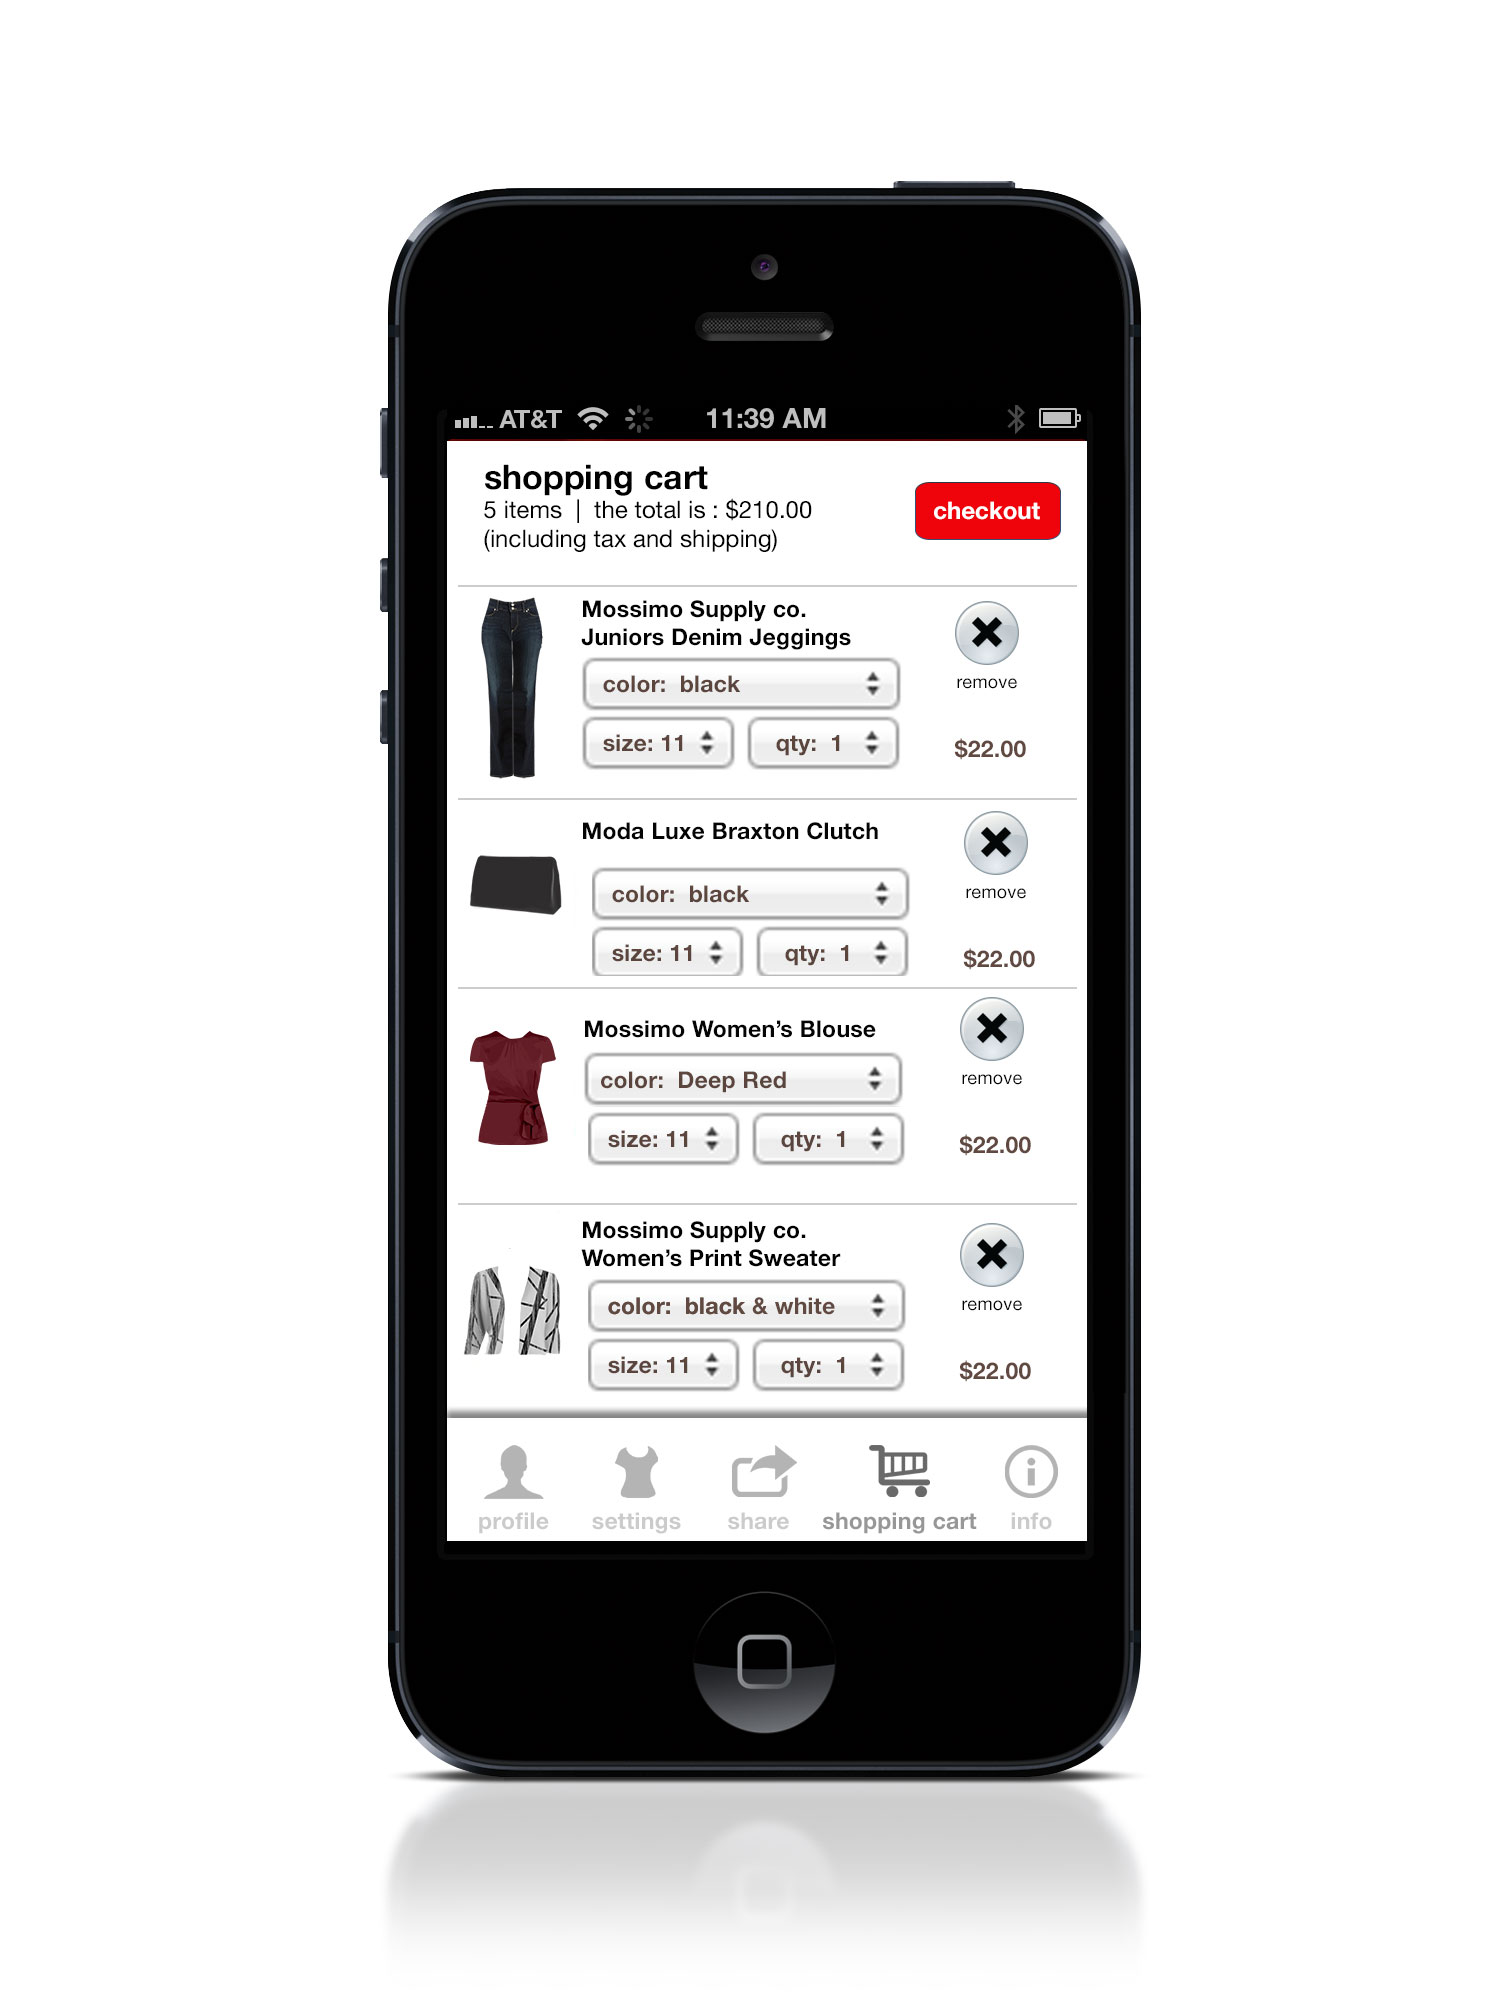 AT&T 11:39 AM
shopping cart
5 items | the total is : $210.00
(including tax and shipping)
checkout
Mossimo Supply co.
Juniors Denim Jeggings
color: black
size: 11 qty: 1
remove
$22.00
Moda Luxe Braxton Clutch
color: black
size: 11 qty: 1
remove
$22.00
Mossimo Women’s Blouse
color: Deep Red
size: 11 qty: 1
remove
$22.00
Mossimo Supply co.
Women’s Print Sweater
color: black & white
size: 11 qty: 1
remove
$22.00
profile settings share shopping cart info